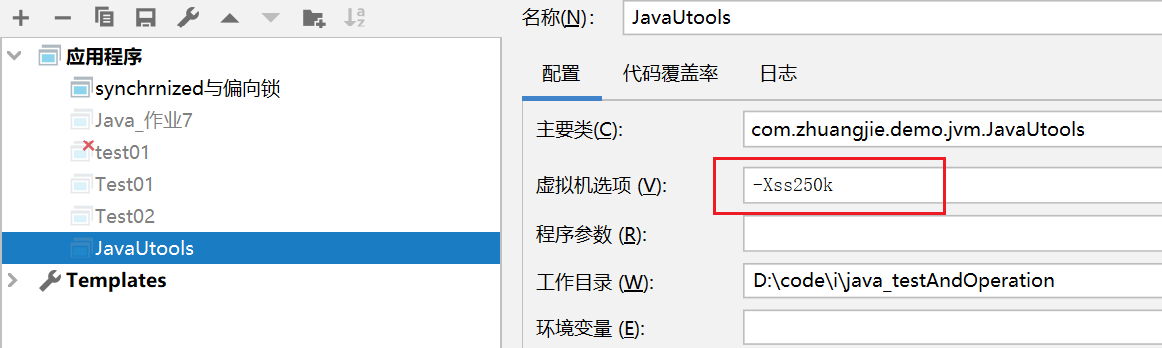 应用程序
synchrnized与偏向锁
Java_作业7
test01
Test01
Test02
JavaUtools
Templates
名称(N): JavaUtools
配置 代码覆盖率 日志
主要类(C): com.zhuangjie.demo.jvm.JavaUtools
虚拟机选项 (V): -Xss250k
程序参数 (R):
工作目录 (W): D:\code\i\java_testAndOperation
环境变量 (E):